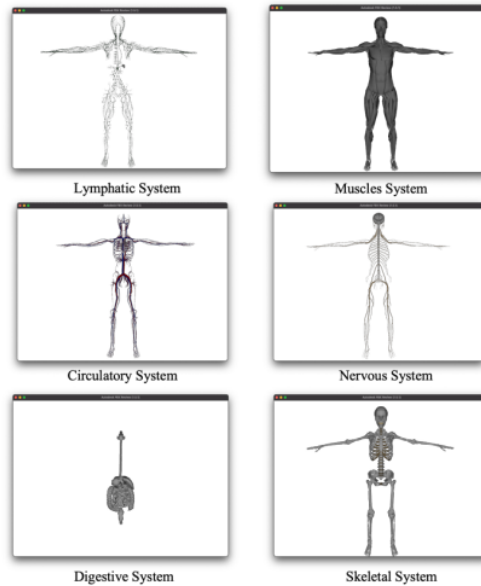 Lymphatic System
Muscles System
Circulatory System
Nervous System
Digestive System
Skeletal System